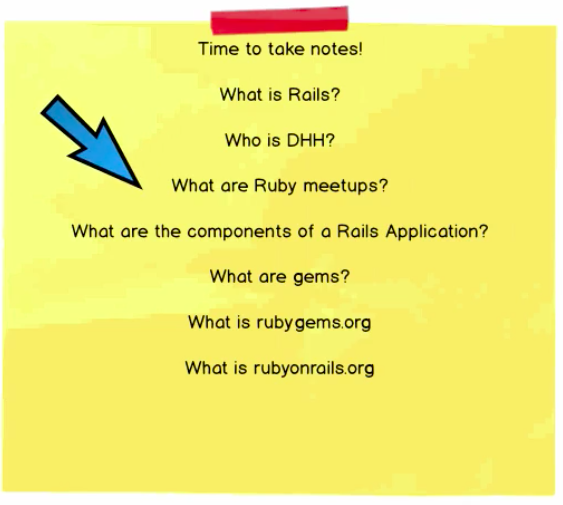 Time to take notes!
What is Rails?
Who is DHH?
What are Ruby meetups?
What are the components of a Rails Application?
What are gems?
What is rubygems.org
What is rubyonrails.org